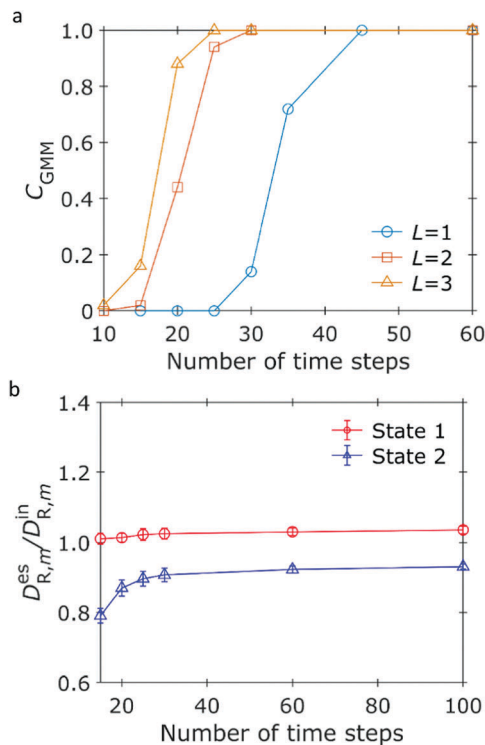 a
C_GMM
1.0
0.8
0.6
0.4
0.2
0
L=1
L=2
L=3
10 20 30 40 50 60
Number of time steps
b
D^es_R,m/D^in_R,m
1.4
1.2
1.0
0.8
0.6
State 1
State 2
20 40 60 80 100
Number of time steps